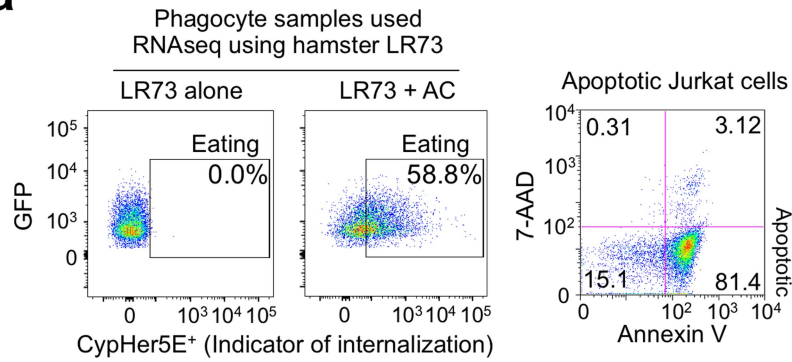 Phagocyte samples used
RNAseq using hamster LR73
LR73 alone
LR73 + AC
Apoptotic Jurkat cells
Eating
0.0%
Eating
58.8%
GFP
10⁵
10⁴
10³
0
0 10³ 10⁴ 10⁵
0 10³ 10⁴ 10⁵
CypHer5E⁺ (Indicator of internalization)
7-AAD
10⁴
10³
10²
0
0.31
3.12
15.1
81.4
Apoptotic
0 10² 10³ 10⁴
Annexin V